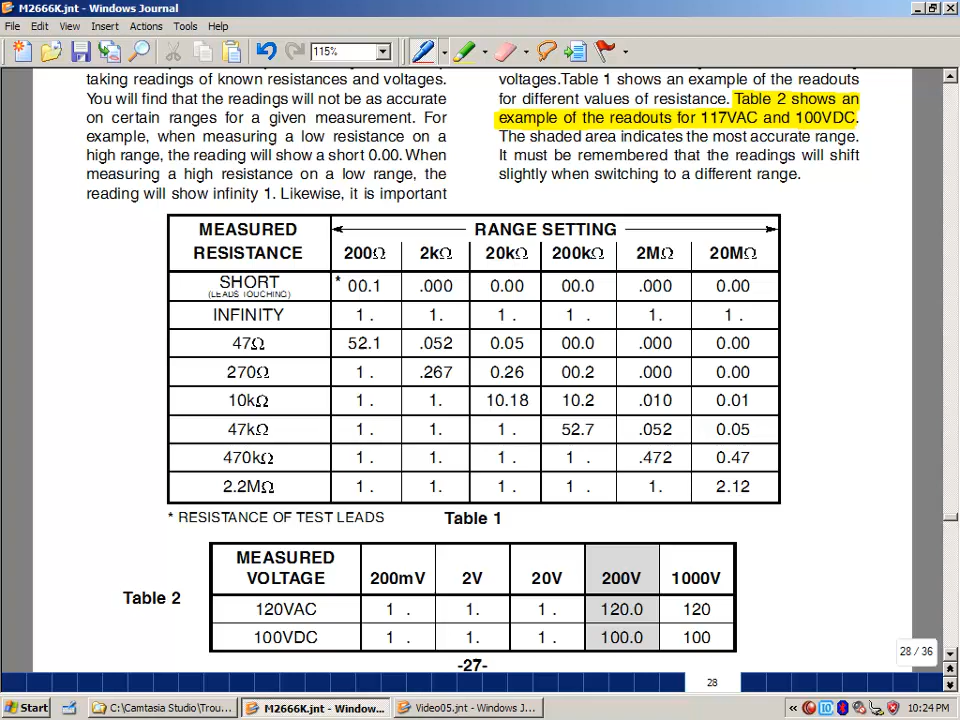 M2666K.jnt - Windows Journal
File Edit View Insert Actions Tools Help
115%
taking readings of known resistances and voltages.
You will find that the readings will not be as accurate
on certain ranges for a given measurement. For
example, when measuring a low resistance on a
high range, the reading will show a short 0.00. When
measuring a high resistance on a low range, the
reading will show infinity 1. Likewise, it is important
voltages.Table 1 shows an example of the readouts
for different values of resistance. Table 2 shows an
example of the readouts for 117VAC and 100VDC.
The shaded area indicates the most accurate range.
It must be remembered that the readings will shift
slightly when switching to a different range.
MEASURED RESISTANCE RANGE SETTING
200Ω 2kΩ 20kΩ 200kΩ 2MΩ 20MΩ
SHORT (LEADS TOUCHING) * 00.1 .000 0.00 00.0 .000 0.00
INFINITY 1 . 1. 1 . 1 . 1. 1 .
47Ω 52.1 .052 0.05 00.0 .000 0.00
270Ω 1 . .267 0.26 00.2 .000 0.00
10kΩ 1 . 1. 10.18 10.2 .010 0.01
47kΩ 1 . 1. 1 . 52.7 .052 0.05
470kΩ 1 . 1. 1 . 1 . .472 0.47
2.2MΩ 1 . 1. 1 . 1 . 1. 2.12
* RESISTANCE OF TEST LEADS Table 1
Table 2
MEASURED VOLTAGE 200mV 2V 20V 200V 1000V
120VAC 1 . 1. 1 . 120.0 120
100VDC 1 . 1. 1 . 100.0 100
-27-
28 / 36
28
Start C:\Camtasia Studio\Trou... M2666K.jnt - Window... Video05.jnt - Windows J... « 10:24 PM